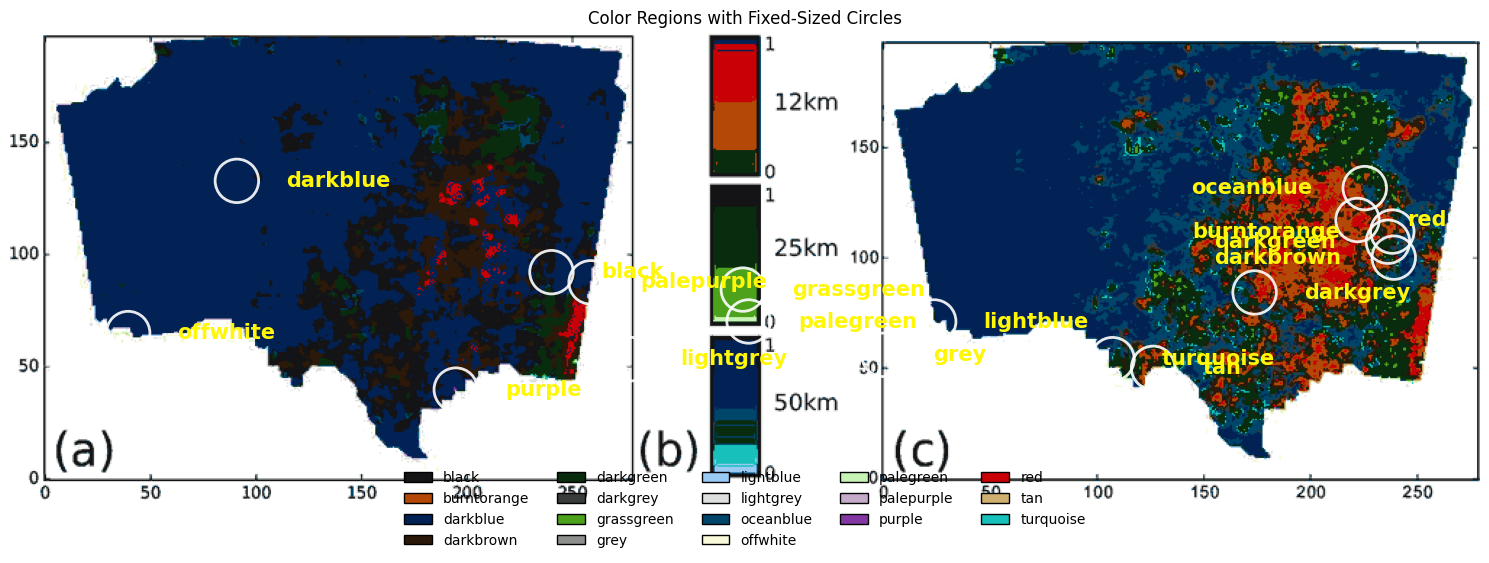 Color Regions with Fixed-Sized Circles
150
100
50
0
0
50
100
150
200
250
(a)
darkblue
offwhite
black
purple
1
12km
0
1
25km
0
1
50km
0
(b)
palepurple
grassgreen
palegreen
lightgrey
150
100
50
0
50
100
150
200
250
(c)
oceanblue
red
burntorange
darkgreen
darkbrown
darkgrey
lightblue
grey
turquoise
tan
black
burntorange
darkblue
darkbrown
darkgreen
darkgrey
grassgreen
grey
lightblue
lightgrey
oceanblue
offwhite
palegreen
palepurple
purple
red
tan
turquoise